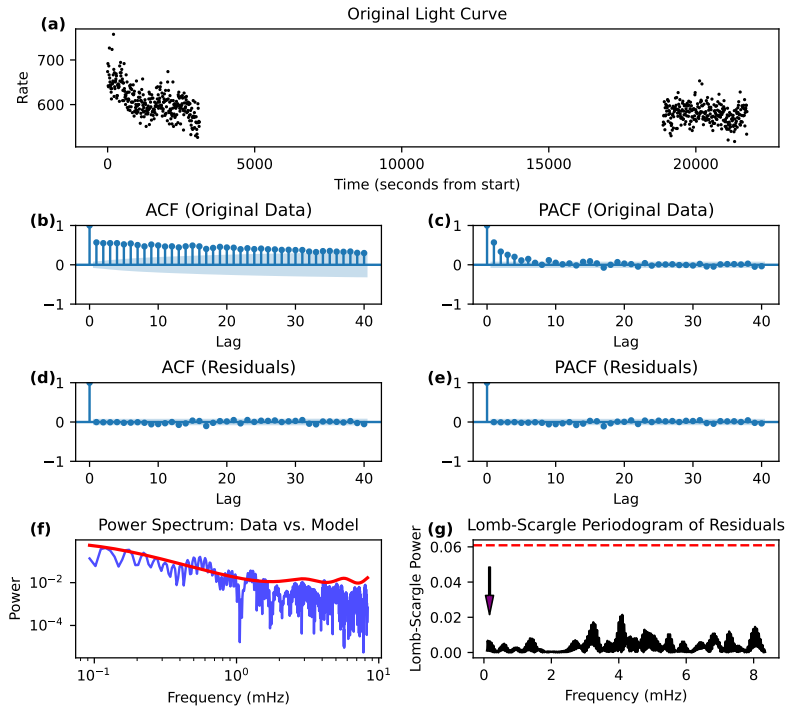 (a)
Original Light Curve
Rate
700
600
0
5000
10000
15000
20000
Time (seconds from start)
(b)
ACF (Original Data)
1
0
−1
0
10
20
30
40
Lag
(c)
PACF (Original Data)
1
0
−1
0
10
20
30
40
Lag
(d)
ACF (Residuals)
1
0
−1
0
10
20
30
40
Lag
(e)
PACF (Residuals)
1
0
−1
0
10
20
30
40
Lag
(f)
Power Spectrum: Data vs. Model
Power
10⁻²
10⁻⁴
10⁻¹
10⁰
10¹
Frequency (mHz)
(g)
Lomb-Scargle Periodogram of Residuals
Lomb-Scargle Power
0.06
0.04
0.02
0.00
0
2
4
6
8
Frequency (mHz)